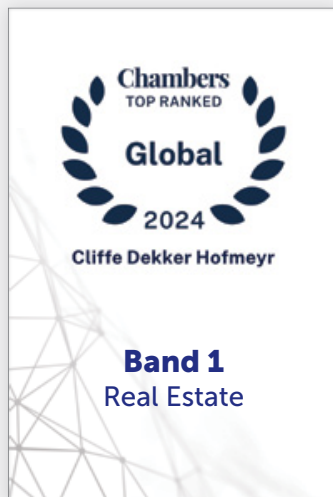 Chambers
TOP RANKED
Global
2024
Cliffe Dekker Hofmeyr
Band 1
Real Estate